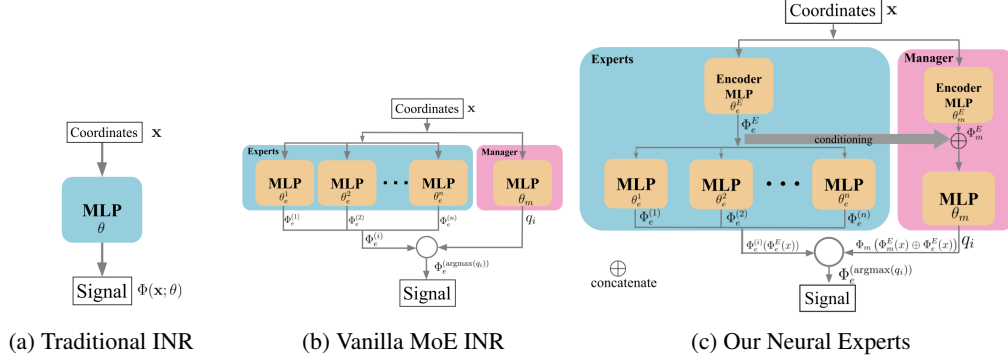 Coordinates x
MLP
θ
Signal Φ(x; θ)
(a) Traditional INR
Coordinates x
Experts
Manager
MLP
θ_e^1
MLP
θ_e^2
...
MLP
θ_e^n
MLP
θ_m
Φ_e^(1)
Φ_e^(2)
Φ_e^(n)
q_i
Φ_e^(i)
Φ_e^(argmax(q_i))
Signal
(b) Vanilla MoE INR
Coordinates x
Experts
Manager
Encoder
MLP
θ_e^E
Encoder
MLP
θ_m^E
Φ_e^E
Φ_m^E
conditioning
⊕
MLP
θ_e^1
MLP
θ_e^2
...
MLP
θ_e^n
MLP
θ_m
Φ_e^(1)
Φ_e^(2)
Φ_e^(n)
q_i
Φ_e^(i)(Φ_e^E(x))
Φ_m (Φ_m^E(x) ⊕ Φ_e^E(x))
Φ_e^(argmax(q_i))
⊕
concatenate
Signal
(c) Our Neural Experts